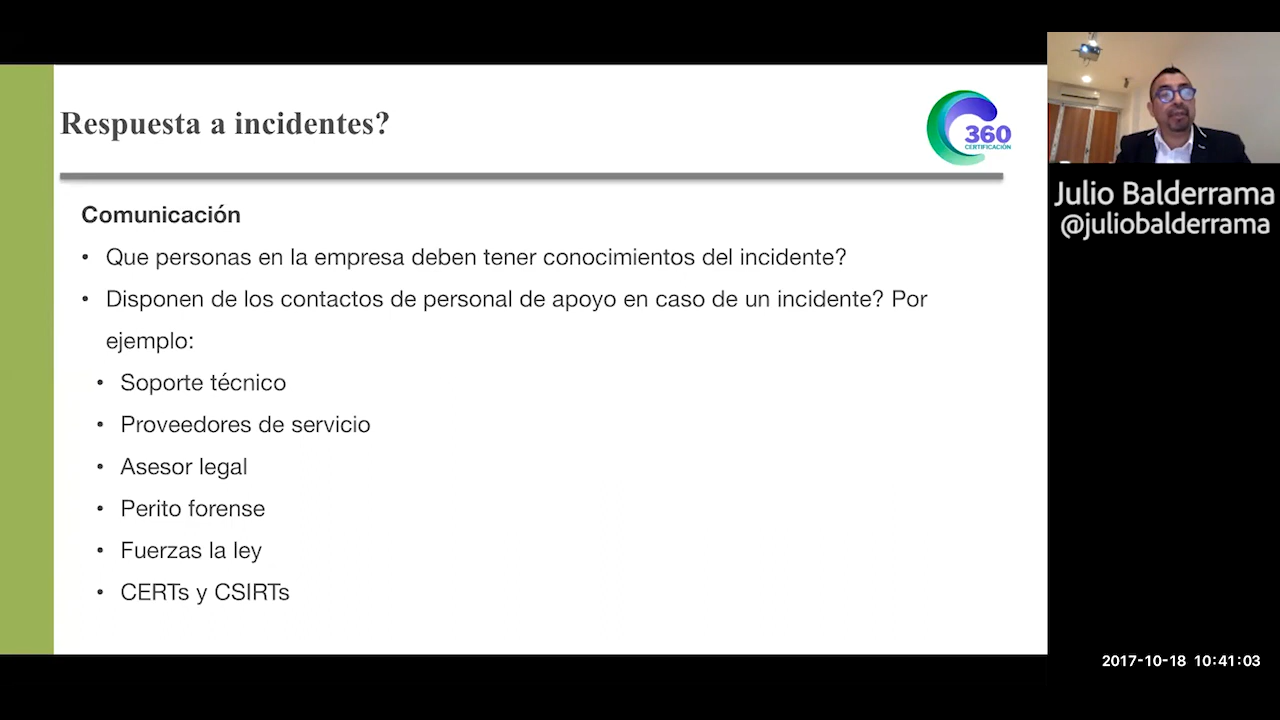 Respuesta a incidentes?
360
CERTIFICACIÓN
Comunicación
• Que personas en la empresa deben tener conocimientos del incidente?
• Disponen de los contactos de personal de apoyo en caso de un incidente? Por
ejemplo:
• Soporte técnico
• Proveedores de servicio
• Asesor legal
• Perito forense
• Fuerzas la ley
• CERTs y CSIRTs
Julio Balderrama
@juliobalderrama
2017-10-18 10:41:03